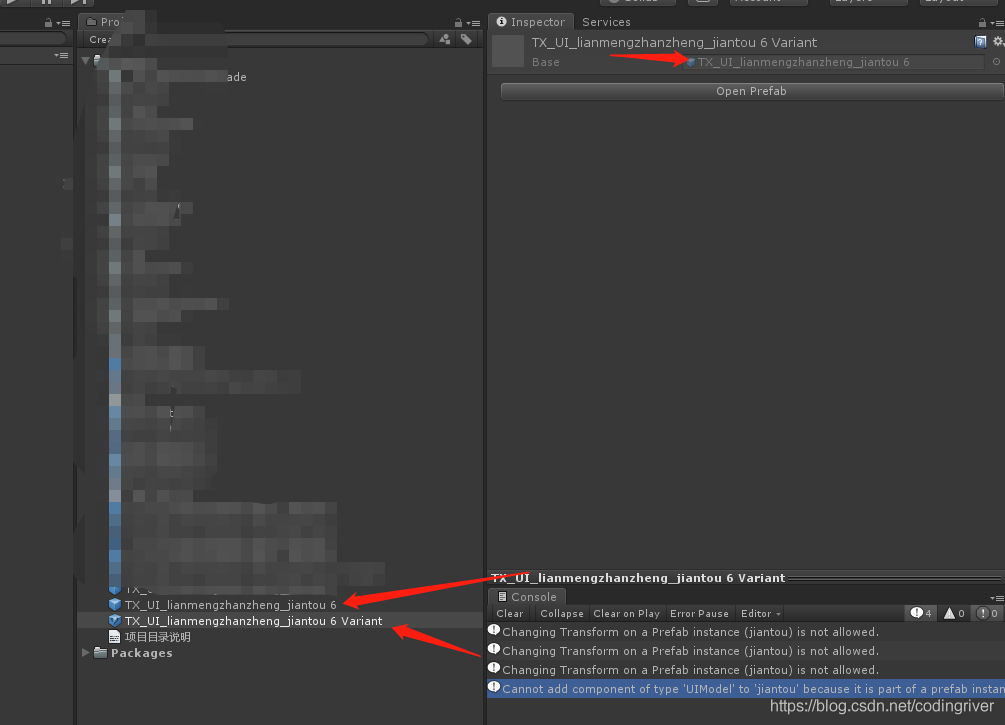 Inspector
Services
TX_UI_lianmengzhanzheng_jiantou 6 Variant
Base
TX_UI_lianmengzhanzheng_jiantou 6
Open Prefab
ade
TX_UI_lianmengzhanzheng_jiantou 6
TX_UI_lianmengzhanzheng_jiantou 6 Variant
项目目录说明
Packages
TX_UI_lianmengzhanzheng_jiantou 6 Variant
Console
Clear
Collapse
Clear on Play
Error Pause
Editor
4
0
0
Changing Transform on a Prefab instance (jiantou) is not allowed.
Changing Transform on a Prefab instance (jiantou) is not allowed.
Changing Transform on a Prefab instance (jiantou) is not allowed.
Cannot add component of type 'UIModel' to 'jiantou' because it is part of a prefab instan
https://blog.csdn.net/codingriver